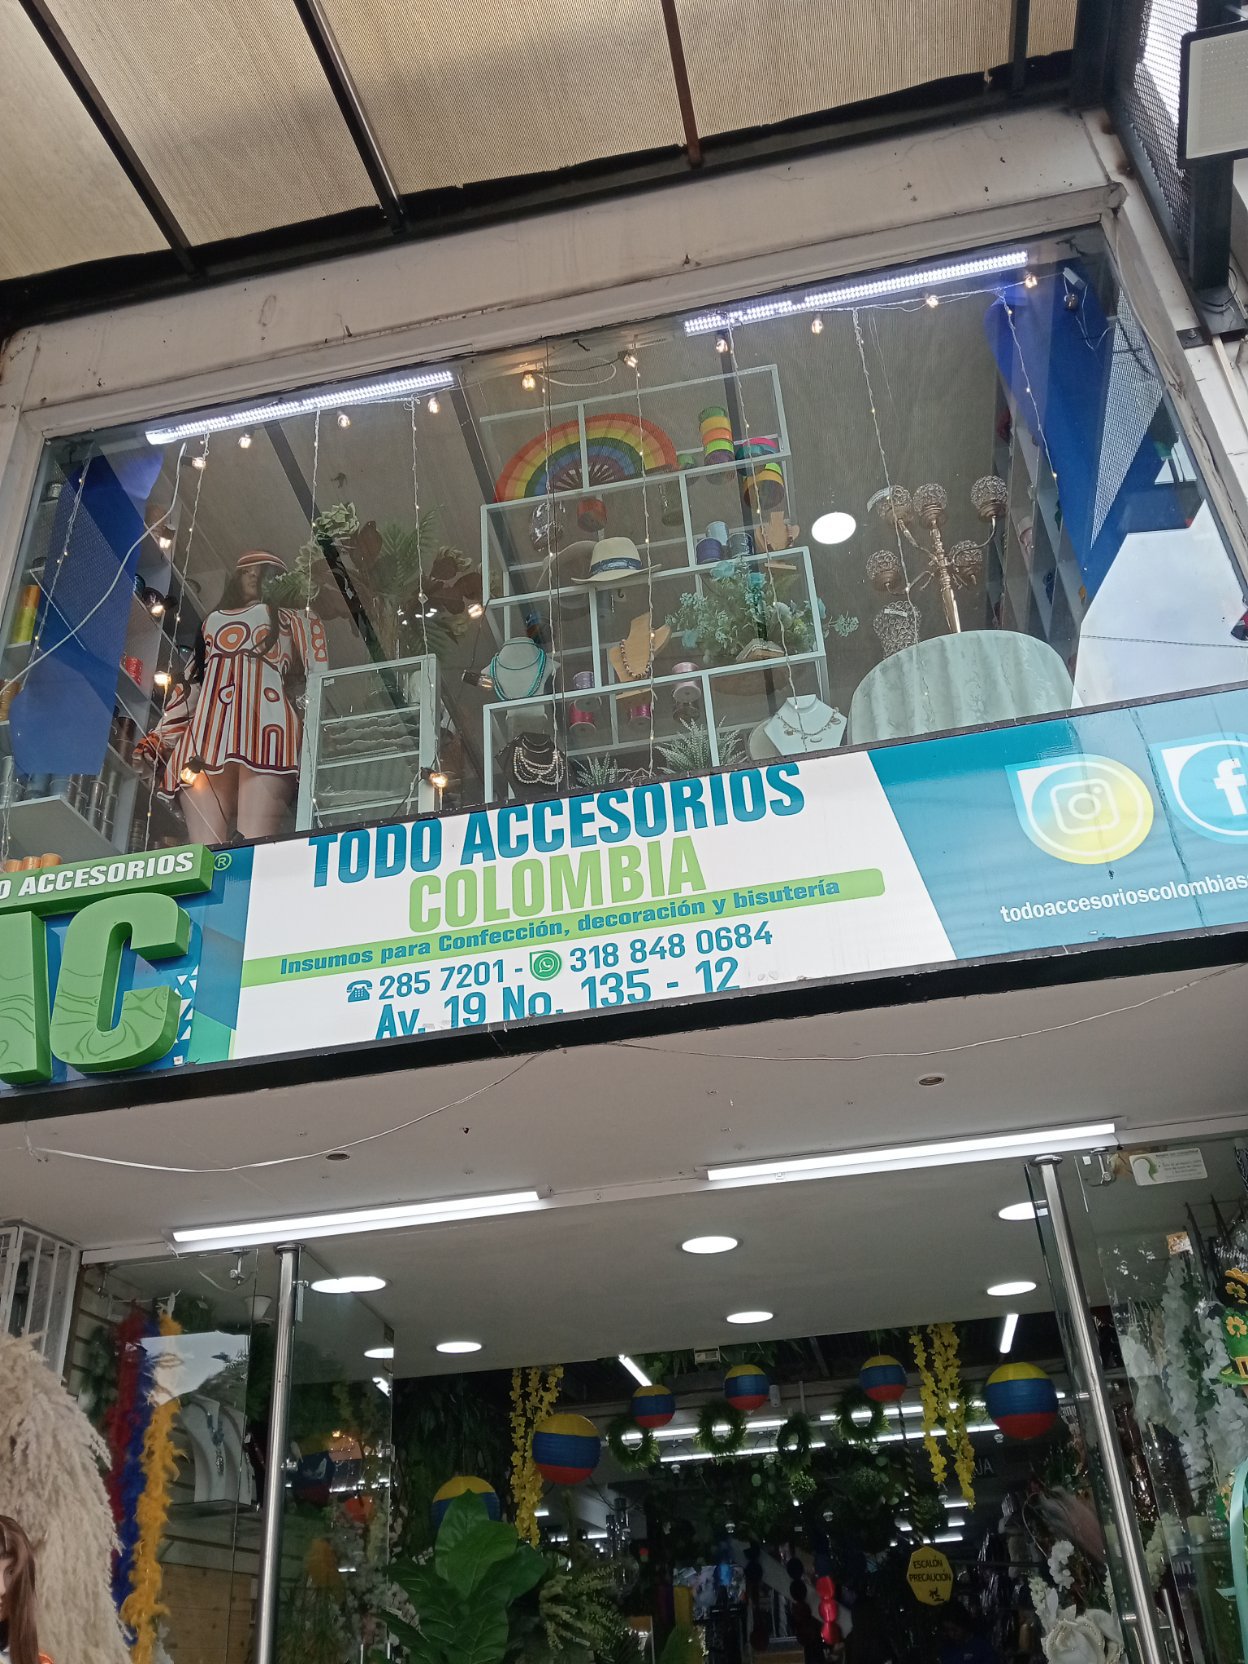 ACCESORIOS ®
AC
TODO ACCESORIOS
COLOMBIA
Insumos para Confección, decoración y bisutería
285 7201 - 318 848 0684
Av. 19 No. 135 - 12
f
todoaccesorioscolombias
ESCALÓN
PRECAUCIÓN